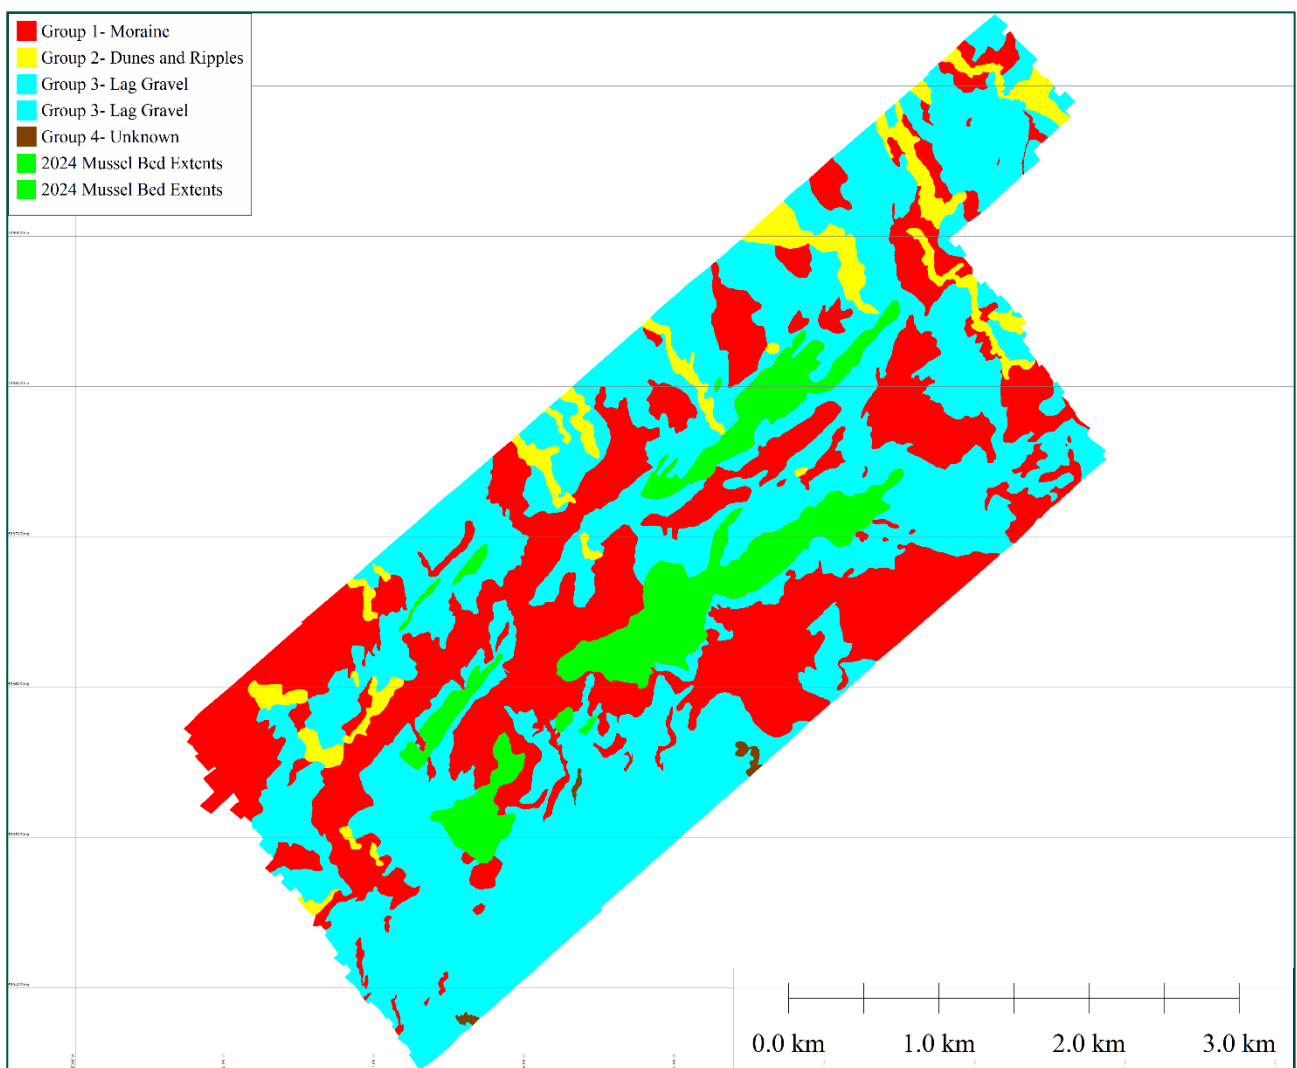 Group 1- Moraine
Group 2- Dunes and Ripples
Group 3- Lag Gravel
Group 3- Lag Gravel
Group 4- Unknown
2024 Mussel Bed Extents
2024 Mussel Bed Extents
0.0 km 1.0 km 2.0 km 3.0 km